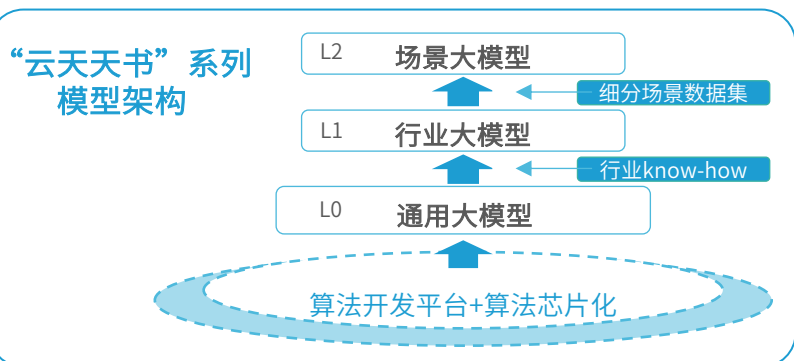 “云天天书”系列
模型架构
L2 场景大模型
细分场景数据集
L1 行业大模型
行业know-how
L0 通用大模型
算法开发平台+算法芯片化